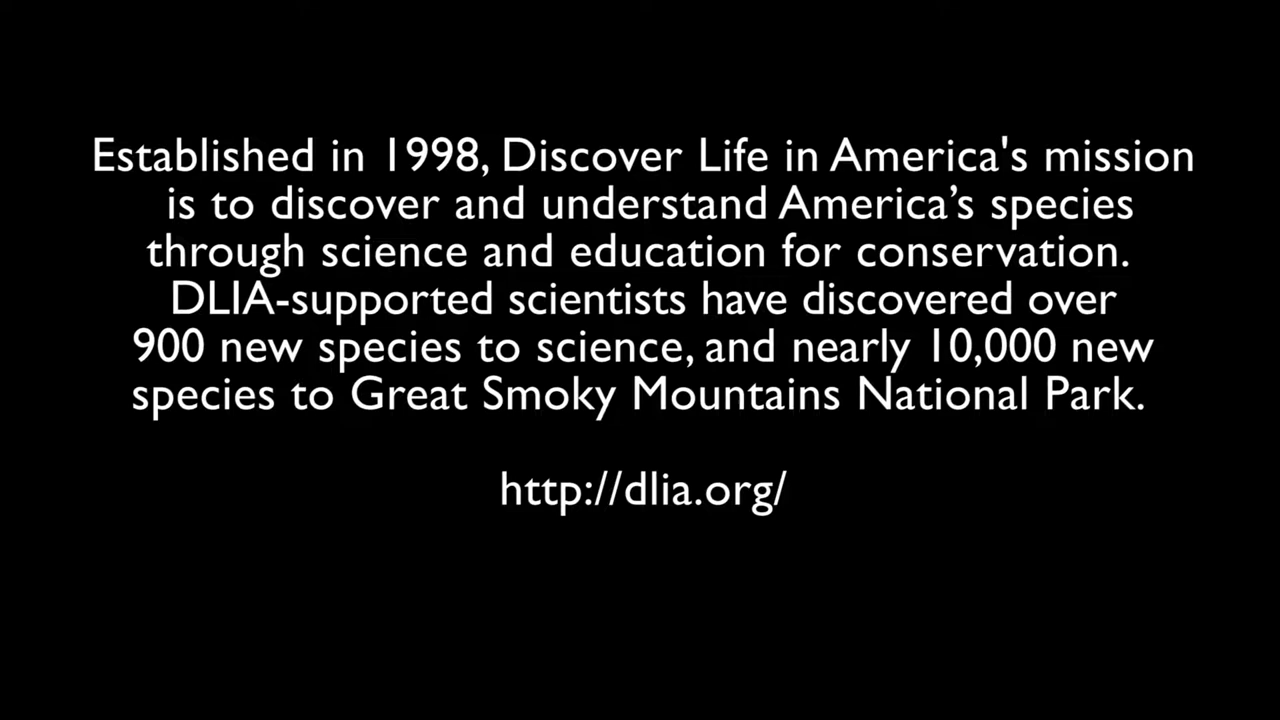 Established in 1998, Discover Life in America's mission
is to discover and understand America’s species
through science and education for conservation.
DLIA-supported scientists have discovered over
900 new species to science, and nearly 10,000 new
species to Great Smoky Mountains National Park.
http://dlia.org/